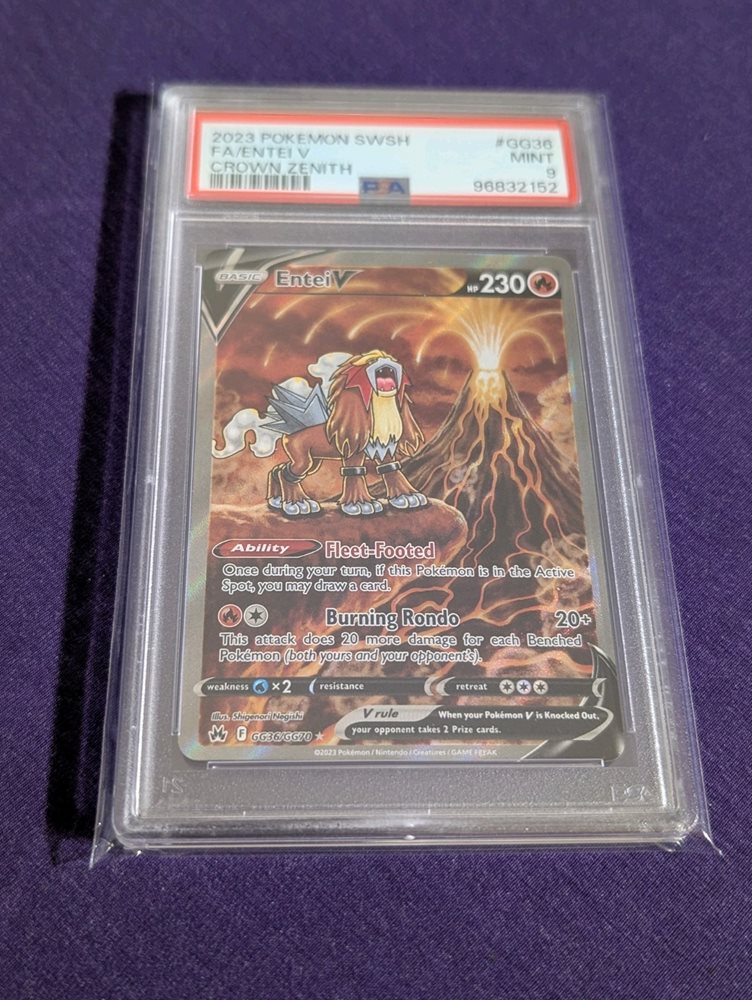 2023 POKEMON SWSH #GG36
FA/ENTEI V MINT
CROWN ZENITH 9
PSA 96832152
BASIC Entei V HP 230
Ability Fleet-Footed
Once during your turn, if this Pokémon is in the Active
Spot, you may draw a card.
Burning Rondo 20+
This attack does 20 more damage for each Benched
Pokémon (both yours and your opponent's).
weakness ×2 resistance retreat
Illus. Shigenori Negishi
V rule When your Pokémon V is Knocked Out,
your opponent takes 2 Prize cards.
F GG36/GG70
©2023 Pokémon / Nintendo / Creatures / GAME FREAK